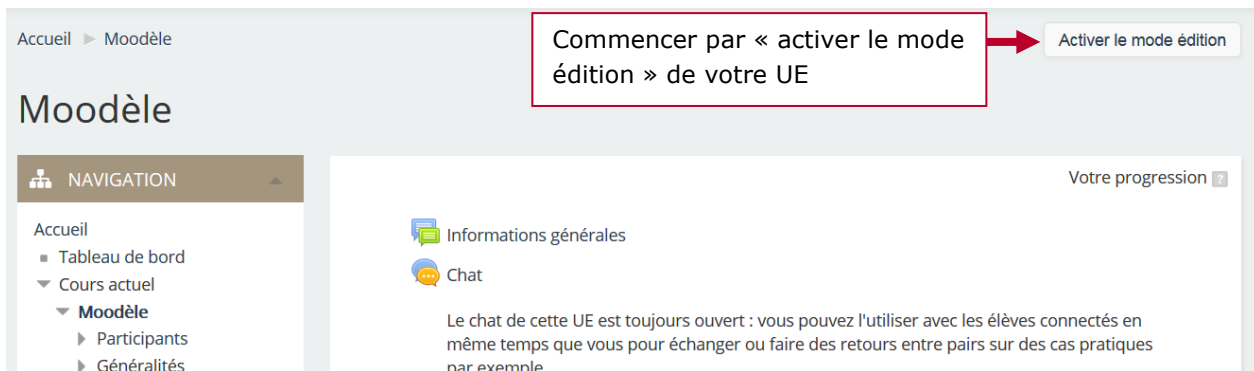 Accueil ▶ Moodèle
Commencer par « activer le mode
édition » de votre UE
Activer le mode édition
Moodèle
NAVIGATION
Accueil
Tableau de bord
Cours actuel
Moodèle
Participants
Généralités
Votre progression ?
Informations générales
Chat
Le chat de cette UE est toujours ouvert : vous pouvez l'utiliser avec les élèves connectés en
même temps que vous pour échanger ou faire des retours entre pairs sur des cas pratiques
par exemple